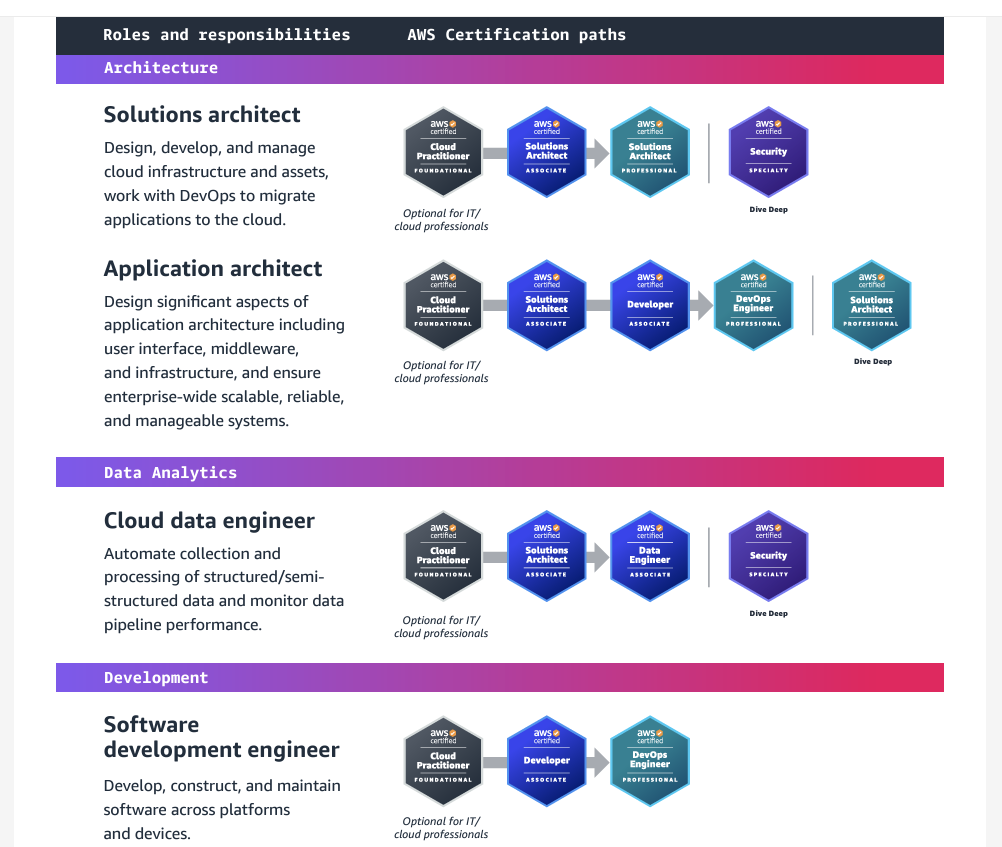 Roles and responsibilities AWS Certification paths
Architecture
Solutions architect
Design, develop, and manage
cloud infrastructure and assets,
work with DevOps to migrate
applications to the cloud.
aws
certified
Cloud
Practitioner
FOUNDATIONAL
Optional for IT/
cloud professionals
aws
certified
Solutions
Architect
ASSOCIATE
aws
certified
Solutions
Architect
PROFESSIONAL
aws
certified
Security
SPECIALTY
Dive Deep
Application architect
Design significant aspects of
application architecture including
user interface, middleware,
and infrastructure, and ensure
enterprise-wide scalable, reliable,
and manageable systems.
aws
certified
Cloud
Practitioner
FOUNDATIONAL
Optional for IT/
cloud professionals
aws
certified
Solutions
Architect
ASSOCIATE
aws
certified
Developer
ASSOCIATE
aws
certified
DevOps
Engineer
PROFESSIONAL
aws
certified
Solutions
Architect
PROFESSIONAL
Dive Deep
Data Analytics
Cloud data engineer
Automate collection and
processing of structured/semi-
structured data and monitor data
pipeline performance.
aws
certified
Cloud
Practitioner
FOUNDATIONAL
Optional for IT/
cloud professionals
aws
certified
Solutions
Architect
ASSOCIATE
aws
certified
Data
Engineer
ASSOCIATE
aws
certified
Security
SPECIALTY
Dive Deep
Development
Software
development engineer
Develop, construct, and maintain
software across platforms
and devices.
aws
certified
Cloud
Practitioner
FOUNDATIONAL
Optional for IT/
cloud professionals
aws
certified
Developer
ASSOCIATE
aws
certified
DevOps
Engineer
PROFESSIONAL